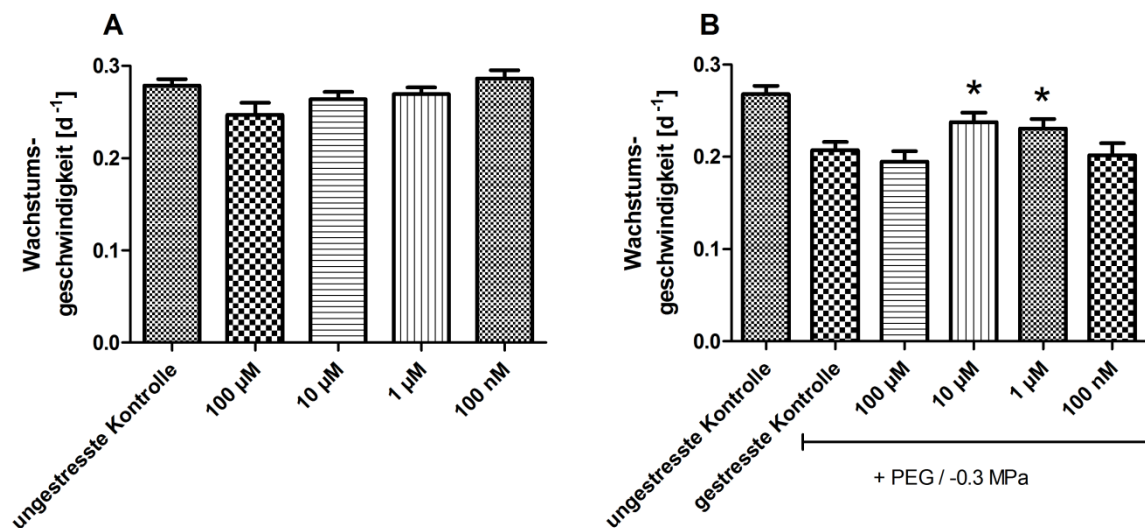 A
Wachstums-
geschwindigkeit [d⁻¹]
0.3
0.2
0.1
0.0
ungestresste Kontrolle
100 µM
10 µM
1 µM
100 nM
B
Wachstums-
geschwindigkeit [d⁻¹]
0.3
0.2
0.1
0.0
*
*
ungestresste Kontrolle
gestresste Kontrolle
100 µM
10 µM
1 µM
100 nM
+ PEG / -0.3 MPa